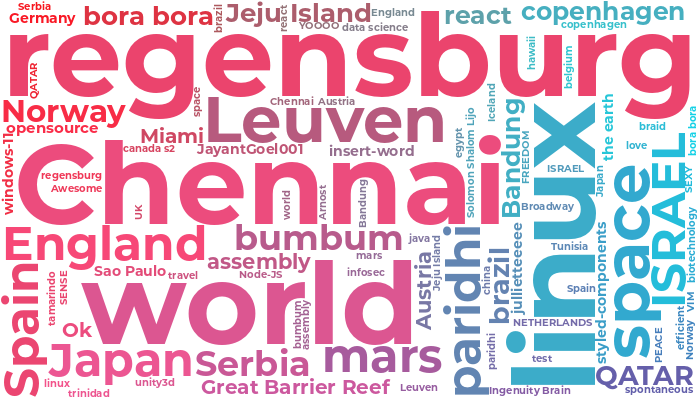 Serbia
Germany
bora bora
brazil
Jeju Island
react
England
YOOOO
data science
react
copenhagen
copenhagen
regensburg
QATAR
space
hawaii
belgium
Norway
opensource
Windows-11
Miami
Leuven
Chennai
Austria
Iceland
Bandung
linux
the earth
braid
love
bora bora
canada s2
JayantGoel001
insert-word
egypt
solomon
Shalom
Lijo
FREEDOM
ISRAEL
Japan
ISRAEL
SEXY
regensburg
Awesome
Chennai
UK
world
Arnost
Bandung
Broadway
space
biotechnology
England
bumbum
mars
java
Jeju Island
paridhi
china
brazil
jullietteeeee
Tunisia
styled-components
Spain
tamarindo
SENSE
Sao Paulo
travel
assembly
Node-JS
infosec
Austria
Spain
NETHERLANDS
VIM
Norway
efficient
PEACE
Ok
world
bumbum
assembly
paridhi
test
Japan
Serbia
mars
QATAR
linux
trinidad
unity3d
Great Barrier Reef
Leuven
Ingenuity
Brain
spontaneous